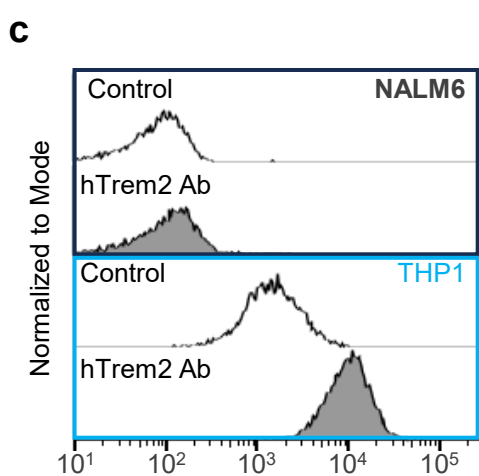 c
Control NALM6
hTrem2 Ab
Control THP1
hTrem2 Ab
Normalized to Mode
10¹ 10² 10³ 10⁴ 10⁵